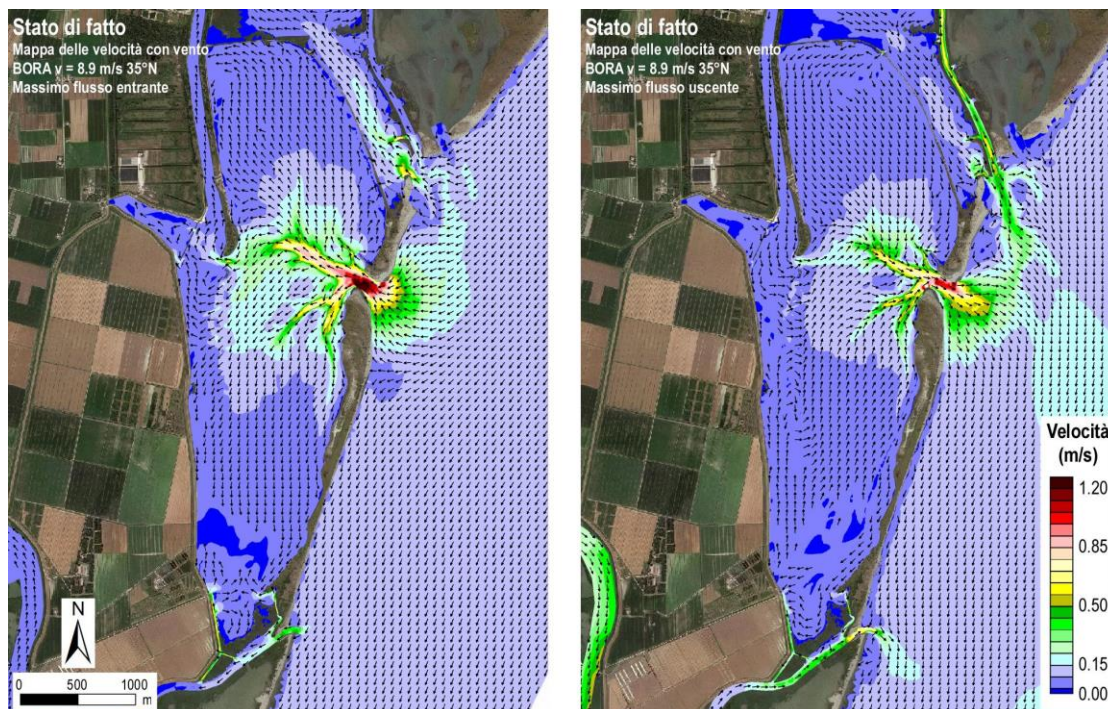 Stato di fatto
Mappa delle velocità con vento
BORA v = 8.9 m/s 35°N
Massimo flusso entrante
N
0 500 1000
m
Stato di fatto
Mappa delle velocità con vento
BORA v = 8.9 m/s 35°N
Massimo flusso uscente
Velocità
(m/s)
1.20
0.85
0.50
0.15
0.00